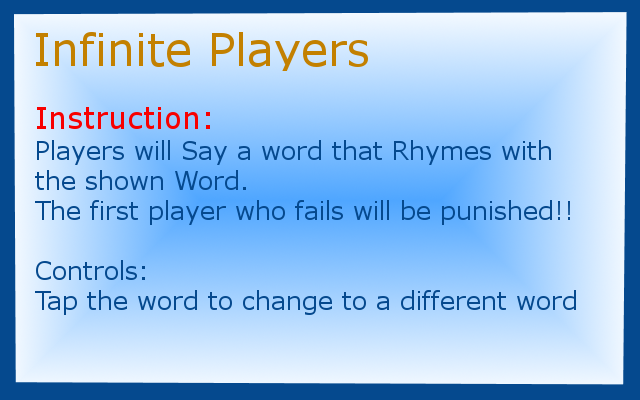 Infinite Players
Instruction:
Players will Say a word that Rhymes with
the shown Word.
The first player who fails will be punished!!
Controls:
Tap the word to change to a different word